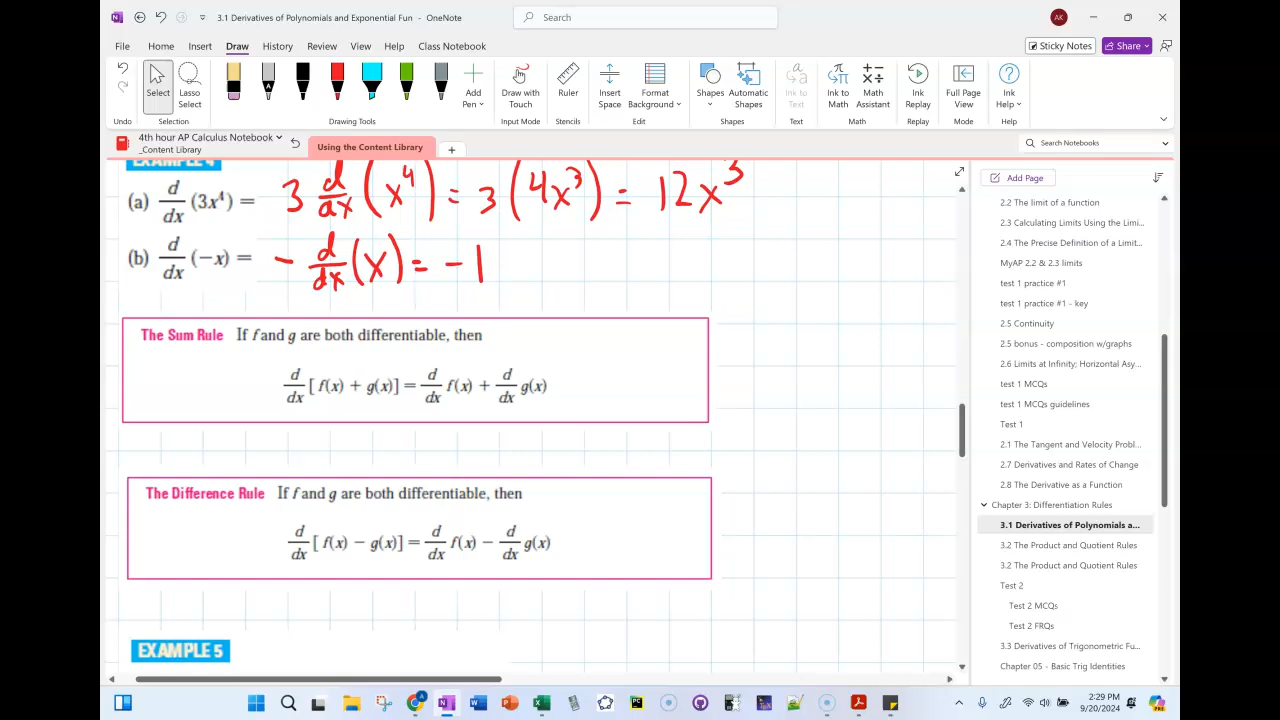 3.1 Derivatives of Polynomials and Exponential Fun - OneNote
Search
AK
File Home Insert Draw History Review View Help Class Notebook
Sticky Notes
Share
Select
Lasso Select
Add Pen
Draw with Touch
Ruler
Insert Space
Format Background
Shapes
Automatic Shapes
Ink to Text
Ink to Math
Math Assistant
Ink Replay
Full Page View
Ink Help
Undo Selection Drawing Tools Input Mode Stencils Edit Shapes Text Math Replay Mode Help
4th hour AP Calculus Notebook
_Content Library
Using the Content Library
Search Notebooks
EXAMPLE 4
(a) d/dx (3x⁴) = 3 d/dx (x⁴) = 3 (4x³) = 12x³
(b) d/dx (−x) = − d/dx (x) = −1
The Sum Rule If f and g are both differentiable, then
d/dx [f(x) + g(x)] = d/dx f(x) + d/dx g(x)
The Difference Rule If f and g are both differentiable, then
d/dx [f(x) − g(x)] = d/dx f(x) − d/dx g(x)
EXAMPLE 5
Add Page
2.2 The limit of a function
2.3 Calculating Limits Using the Limi...
2.4 The Precise Definition of a Limit...
MyAP 2.2 & 2.3 limits
test 1 practice #1
test 1 practice #1 - key
2.5 Continuity
2.5 bonus - composition w/graphs
2.6 Limits at Infinity; Horizontal Asy...
test 1 MCQs
test 1 MCQs guidelines
Test 1
2.1 The Tangent and Velocity Probl...
2.7 Derivatives and Rates of Change
2.8 The Derivative as a Function
Chapter 3: Differentiation Rules
3.1 Derivatives of Polynomials a...
3.2 The Product and Quotient Rules
3.2 The Product and Quotient Rules
Test 2
Test 2 MCQs
Test 2 FRQs
3.3 Derivatives of Trigonometric Fu...
Chapter 05 - Basic Trig Identities
2:29 PM
9/20/2024